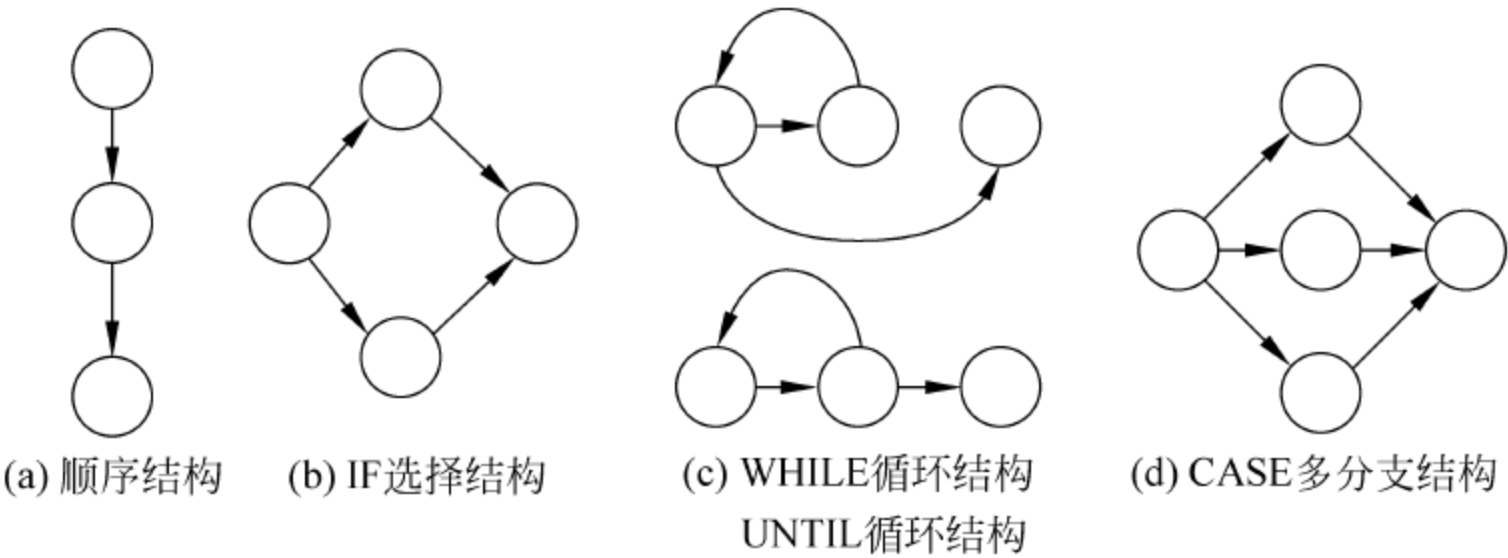 (a) 顺序结构
(b) IF选择结构
(c) WHILE循环结构
UNTIL循环结构
(d) CASE多分支结构